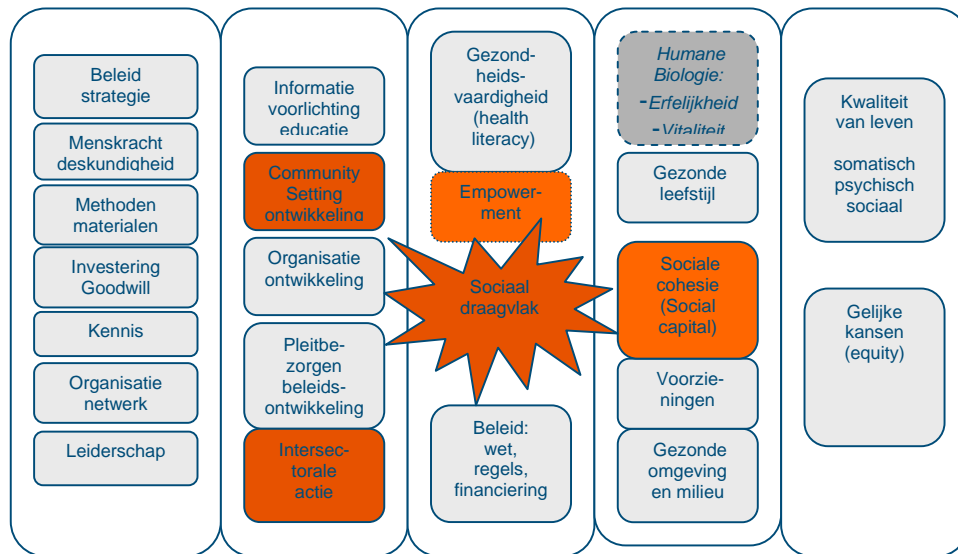 Beleid
strategie
Menskracht
deskundigheid
Methoden
materialen
Investering
Goodwill
Kennis
Organisatie
netwerk
Leiderschap
Informatie
voorlichting
educatie
Community
Setting
ontwikkeling
Organisatie
ontwikkeling
Pleitbe-
zorgen
beleids-
ontwikkeling
Intersec-
torale
actie
Gezond-
heids-
vaardigheid
(health
literacy)
Empower-
ment
Sociaal
draagvlak
Beleid:
wet,
regels,
financiering
Humane
Biologie:
-Erfelijkheid
-Vitaliteit
Gezonde
leefstijl
Sociale
cohesie
(Social
capital)
Voorzie-
ningen
Gezonde
omgeving
en milieu
Kwaliteit
van leven
somatisch
psychisch
sociaal
Gelijke
kansen
(equity)